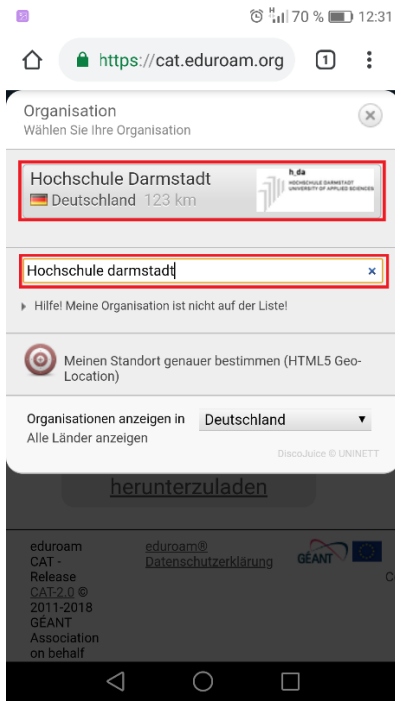 70 % 12:31
https://cat.eduroam.org 1
Organisation
Wählen Sie Ihre Organisation
Hochschule Darmstadt
Deutschland 123 km
h_da
HOCHSCHULE DARMSTADT
UNIVERSITY OF APPLIED SCIENCES
Hochschule darmstadt
Hilfe! Meine Organisation ist nicht auf der Liste!
Meinen Standort genauer bestimmen (HTML5 Geo-
Location)
Organisationen anzeigen in Deutschland
Alle Länder anzeigen
DiscoJuice © UNINETT
herunterzuladen
eduroam
CAT -
Release
CAT-2.0 ©
2011-2018
GÉANT
Association
on behalf
eduroam®
Datenschutzerklärung
GÉANT